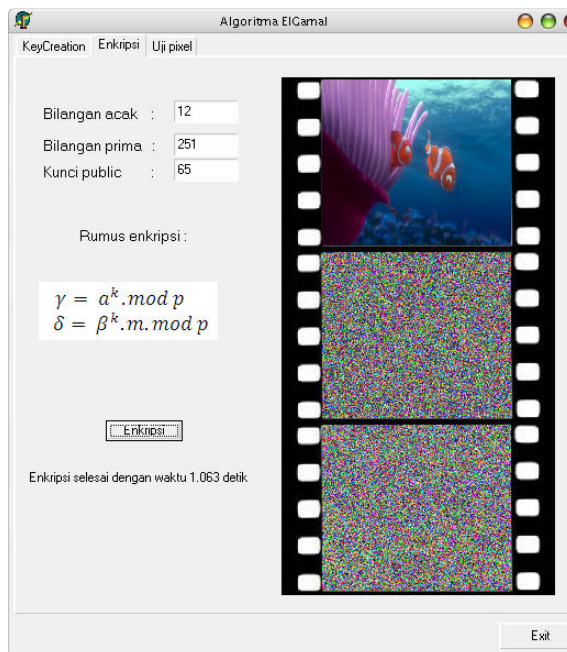 Algoritma ElGamal
KeyCreation Enkripsi Uji pixel
Bilangan acak : 12
Bilangan prima : 251
Kunci public : 65
Rumus enkripsi :
γ = α^k.mod p
δ = β^k.m.mod p
Enkripsi
Enkripsi selesai dengan waktu 1.063 detik
Exit